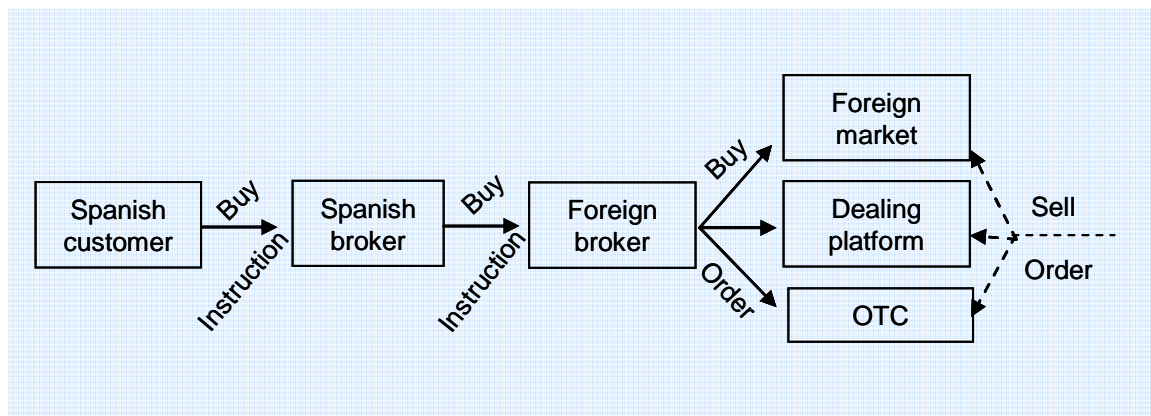 Spanish
customer
Buy
Instruction
Spanish
broker
Buy
Instruction
Foreign
broker
Buy
Order
Foreign
market
Dealing
platform
OTC
Sell
Order